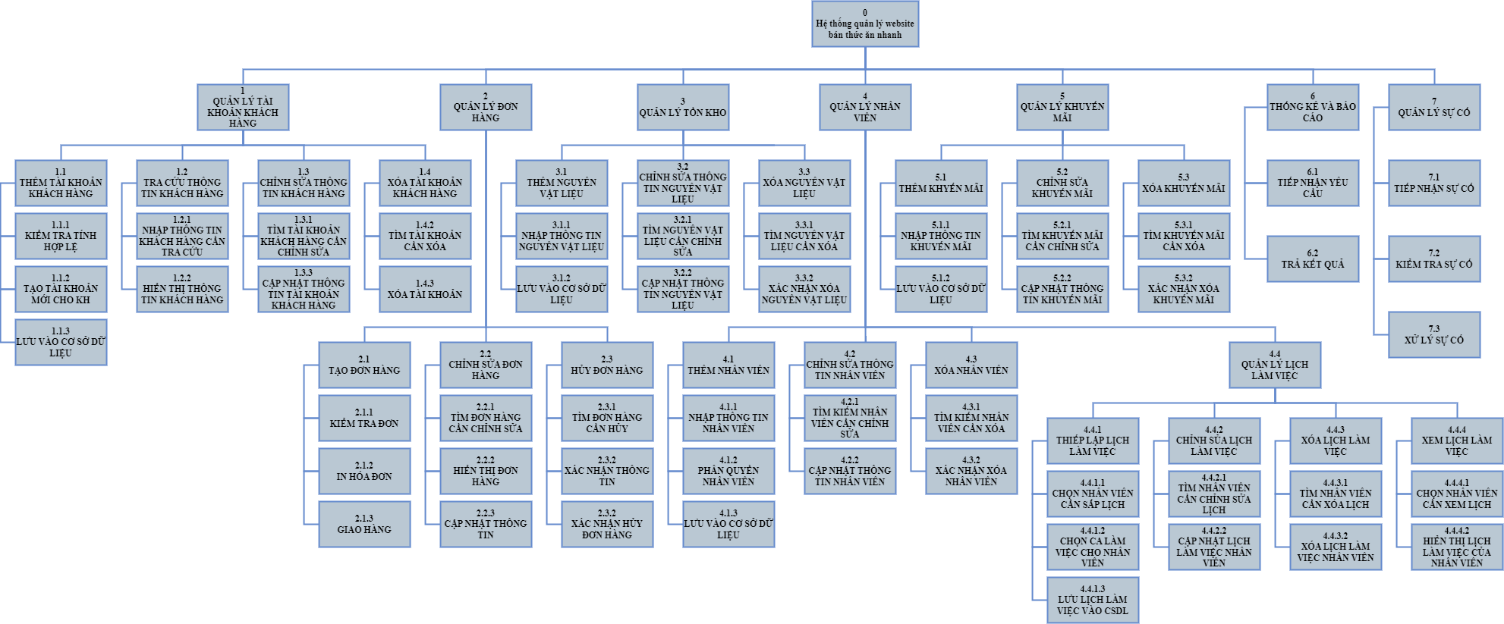 0
Hệ thống quản lý website
bán thức ăn nhanh
1
QUẢN LÝ TÀI
KHOẢN KHÁCH
HÀNG
2
QUẢN LÝ ĐƠN
HÀNG
3
QUẢN LÝ TỒN KHO
4
QUẢN LÝ NHÂN
VIÊN
5
QUẢN LÝ KHUYẾN
MÃI
6
THỐNG KÊ VÀ BÁO
CÁO
7
QUẢN LÝ SỰ CỐ
1.1
THÊM TÀI KHOẢN
KHÁCH HÀNG
1.2
TRA CỨU THÔNG
TIN KHÁCH HÀNG
1.3
CHỈNH SỬA THÔNG
TIN KHÁCH HÀNG
1.4
XÓA TÀI KHOẢN
KHÁCH HÀNG
3.1
THÊM NGUYÊN
VẬT LIỆU
3.2
CHỈNH SỬA THÔNG
TIN NGUYÊN VẬT
LIỆU
3.3
XÓA NGUYÊN VẬT
LIỆU
5.1
THÊM KHYẾN MÃI
5.2
CHỈNH SỬA
KHUYẾN MÃI
5.3
XÓA KHUYẾN MÃI
6.1
TIẾP NHẬN YÊU
CẦU
7.1
TIẾP NHẬN SỰ CỐ
1.1.1
KIỂM TRA TÍNH
HỢP LỆ
1.2.1
NHẬP THÔNG TIN
KHÁCH HÀNG CẦN
TRA CỨU
1.3.1
TÌM TÀI KHOẢN
KHÁCH HÀNG CẦN
CHỈNH SỬA
1.4.2
TÌM TÀI KHOẢN
CẦN XÓA
3.1.1
NHẬP THÔNG TIN
NGUYÊN VẬT LIỆU
3.2.1
TÌM NGUYÊN VẬT
LIỆU CẦN CHỈNH
SỬA
3.3.1
TÌM NGUYÊN VẬT
LIỆU CẦN XÓA
5.1.1
NHẬP THÔNG TIN
KHUYẾN MÃI
5.2.1
TÌM KHUYẾN MÃI
CẦN CHỈNH SỬA
5.3.1
TÌM KHUYẾN MÃI
CẦN XÓA
6.2
TRẢ KẾT QUẢ
7.2
KIỂM TRA SỰ CỐ
1.1.2
TẠO TÀI KHOẢN
MỚI CHO KH
1.2.2
HIỂN THỊ THÔNG
TIN KHÁCH HÀNG
1.3.3
CẬP NHẬT THÔNG
TIN TÀI KHOẢN
KHÁCH HÀNG
1.4.3
XÓA TÀI KHOẢN
3.1.2
LƯU VÀO CƠ SỞ DỮ
LIỆU
3.2.2
CẬP NHẬT THÔNG
TIN NGUYÊN VẬT
LIỆU
3.3.2
XÁC NHẬN XÓA
NGUYÊN VẬT LIỆU
5.1.2
LƯU VÀO CƠ SỞ DỮ
LIỆU
5.2.2
CẬP NHẬT THÔNG
TIN KHUYẾN MÃI
5.3.2
XÁC NHẬN XÓA
KHUYẾN MÃI
1.1.3
LƯU VÀO CƠ SỞ DỮ
LIỆU
7.3
XỬ LÝ SỰ CỐ
2.1
TẠO ĐƠN HÀNG
2.2
CHỈNH SỬA ĐƠN
HÀNG
2.3
HỦY ĐƠN HÀNG
4.1
THÊM NHÂN VIÊN
4.2
CHỈNH SỬA THÔNG
TIN NHÂN VIÊN
4.3
XÓA NHÂN VIÊN
4.4
QUẢN LÝ LỊCH
LÀM VIỆC
2.1.1
KIỂM TRA ĐƠN
2.2.1
TÌM ĐƠN HÀNG
CẦN CHỈNH SỬA
2.3.1
TÌM ĐƠN HÀNG
CẦN HỦY
4.1.1
NHẬP THÔNG TIN
NHÂN VIÊN
4.2.1
TÌM KIẾM NHÂN
VIÊN CẦN CHỈNH
SỬA
4.3.1
TÌM KIẾM NHÂN
VIÊN CẦN XÓA
4.4.1
THIẾP LẬP LỊCH
LÀM VIỆC
4.4.2
CHỈNH SỬA LỊCH
LÀM VIỆC
4.4.3
XÓA LỊCH LÀM
VIỆC
4.4.4
XEM LỊCH LÀM
VIỆC
2.1.2
IN HÓA ĐƠN
2.2.2
HIỂN THỊ ĐƠN
HÀNG
2.3.2
XÁC NHẬN THÔNG
TIN
4.1.2
PHÂN QUYỀN
NHÂN VIÊN
4.2.2
CẬP NHẬT THÔNG
TIN NHÂN VIÊN
4.3.2
XÁC NHẬN XÓA
NHÂN VIÊN
4.4.1.1
CHỌN NHÂN VIÊN
CẦN SẮP LỊCH
4.4.2.1
TÌM NHÂN VIÊN
CẦN CHỈNH SỬA
LỊCH
4.4.3.1
TÌM NHÂN VIÊN
CẦN XÓA LỊCH
4.4.4.1
CHỌN NHÂN VIÊN
CẦN XEM LỊCH
2.1.3
GIAO HÀNG
2.2.3
CẬP NHẬT THÔNG
TIN
2.3.2
XÁC NHẬN HỦY
ĐƠN HÀNG
4.1.3
LƯU VÀO CƠ SỞ DỮ
LIỆU
4.4.1.2
CHỌN CA LÀM
VIỆC CHO NHÂN
VIÊN
4.4.2.2
CẬP NHẬT LỊCH
LÀM VIỆC NHÂN
VIÊN
4.4.3.2
XÓA LỊCH LÀM
VIỆC NHÂN VIÊN
4.4.4.2
HIỂN THỊ LỊCH
LÀM VIỆC CỦA
NHÂN VIÊN
4.4.1.3
LƯU LỊCH LÀM
VIỆC VÀO CSDL